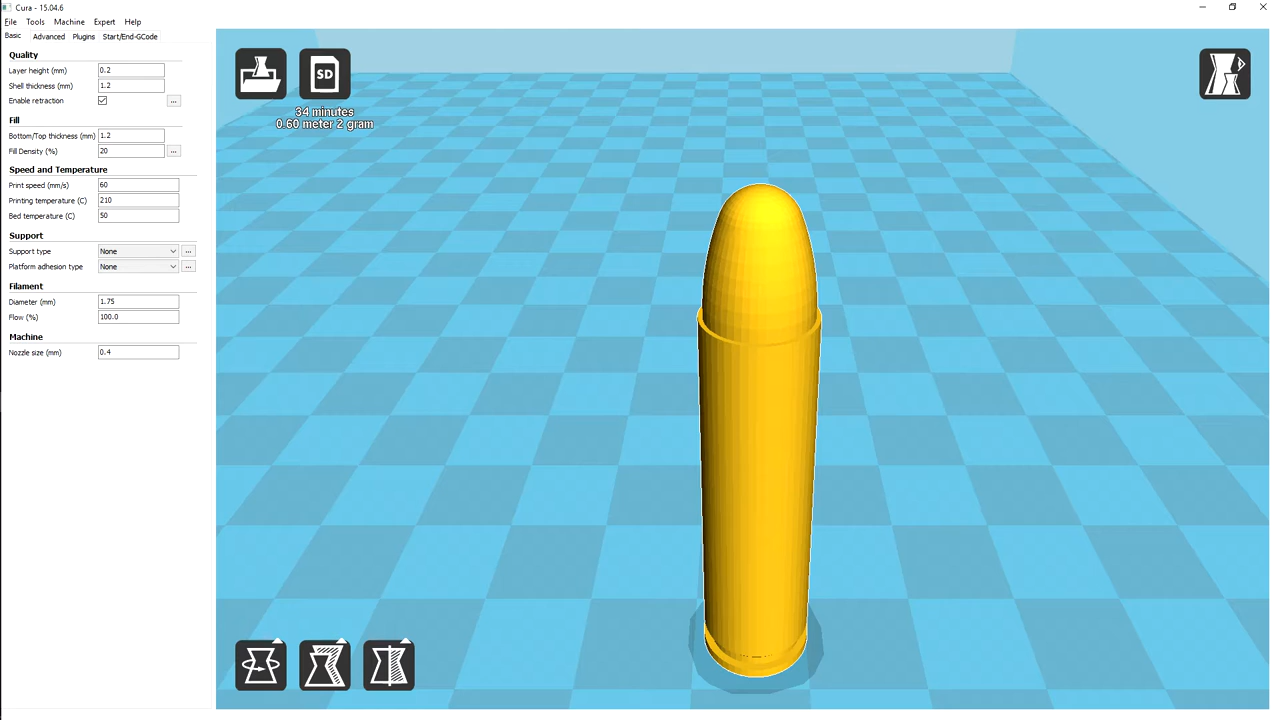 Cura - 15.04.6
File Tools Machine Expert Help
Basic Advanced Plugins Start/End-GCode
Quality
Layer height (mm) 0.2
Shell thickness (mm) 1.2
Enable retraction ...
Fill
Bottom/Top thickness (mm) 1.2
Fill Density (%) 20 ...
Speed and Temperature
Print speed (mm/s) 60
Printing temperature (C) 210
Bed temperature (C) 50
Support
Support type None ...
Platform adhesion type None ...
Filament
Diameter (mm) 1.75
Flow (%) 100.0
Machine
Nozzle size (mm) 0.4
SD
34 minutes
0.60 meter 2 gram